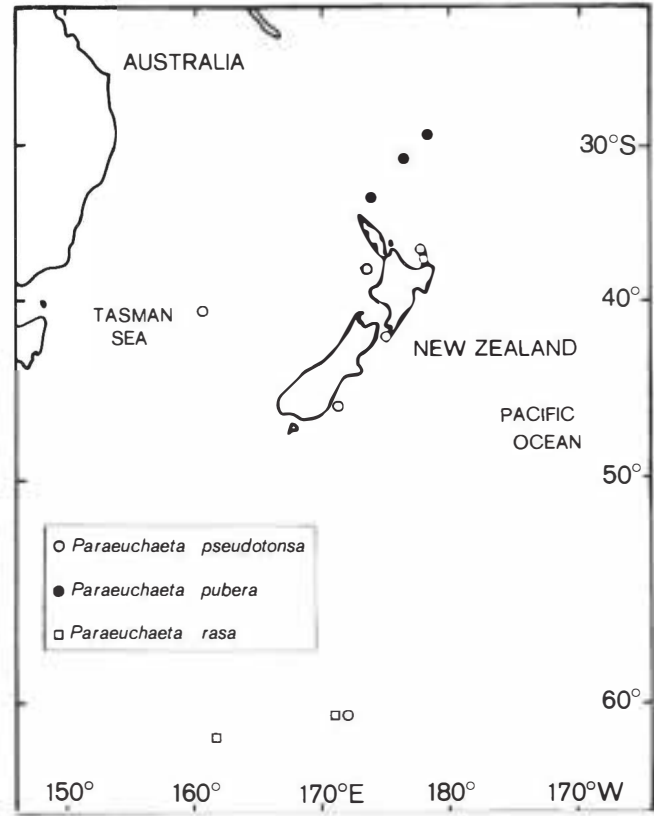 AUSTRALIA
30°S
TASMAN
SEA
40°
NEW ZEALAND
PACIFIC
OCEAN
50°
Paraeuchaeta pseudotonsa
Paraeuchaeta pubera
Paraeuchaeta rasa
60°
150°
160°
170°E
180°
170°W